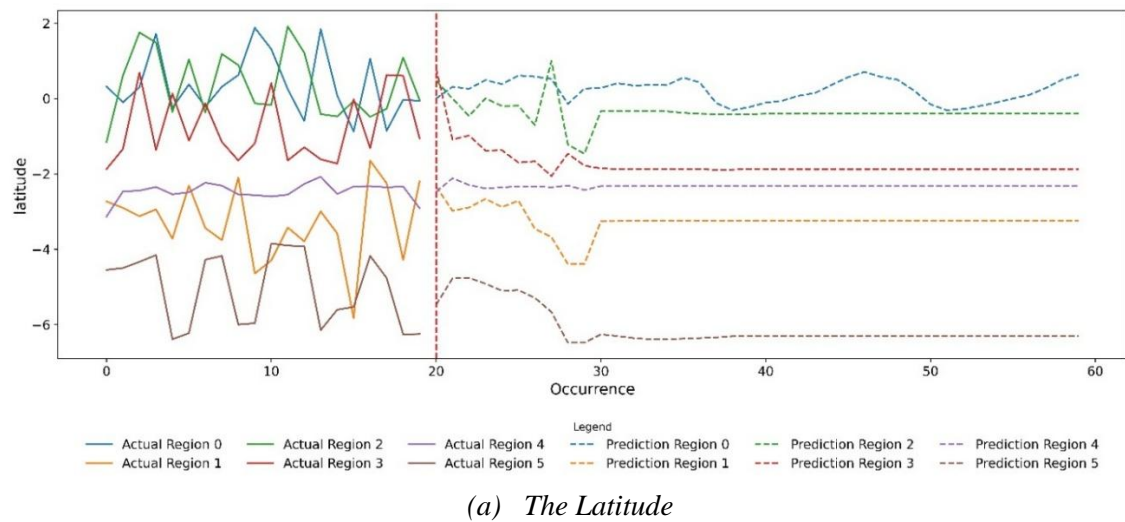 2
0
−2
−4
−6
latitude
0 10 20 30 40 50 60
Occurrence
Legend
Actual Region 0 Actual Region 2 Actual Region 4 Prediction Region 0 Prediction Region 2 Prediction Region 4
Actual Region 1 Actual Region 3 Actual Region 5 Prediction Region 1 Prediction Region 3 Prediction Region 5
(a) The Latitude